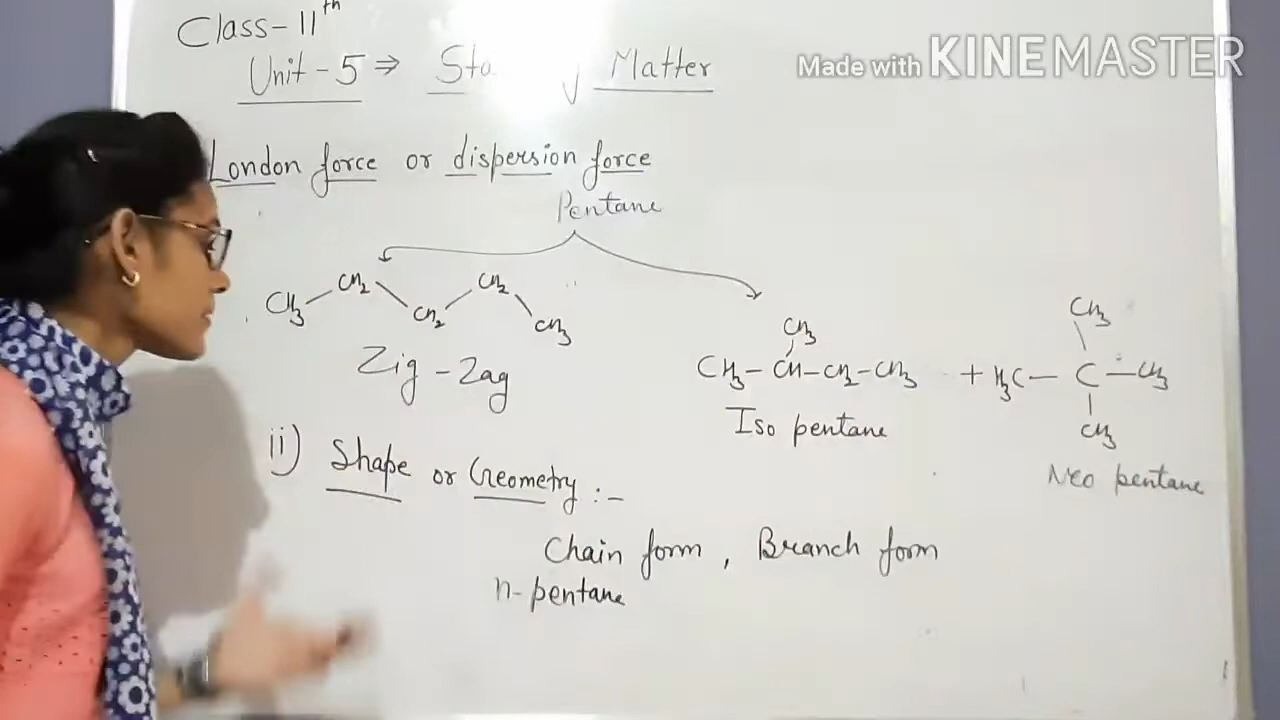 Class-11th
Made with KINEMASTER
Unit-5 ⇒ Matter
London force or dispersion force
Pentane
CH3 CH2 CH2 CH2 CH3
CH3
CH3
CH3-CH-CH2-CH3 + H3C-C-CH3
Zig-Zag
Iso pentane
CH3
ii) Shape or Geometry :-
Neo pentane
Chain form, Branch form
n-pentane